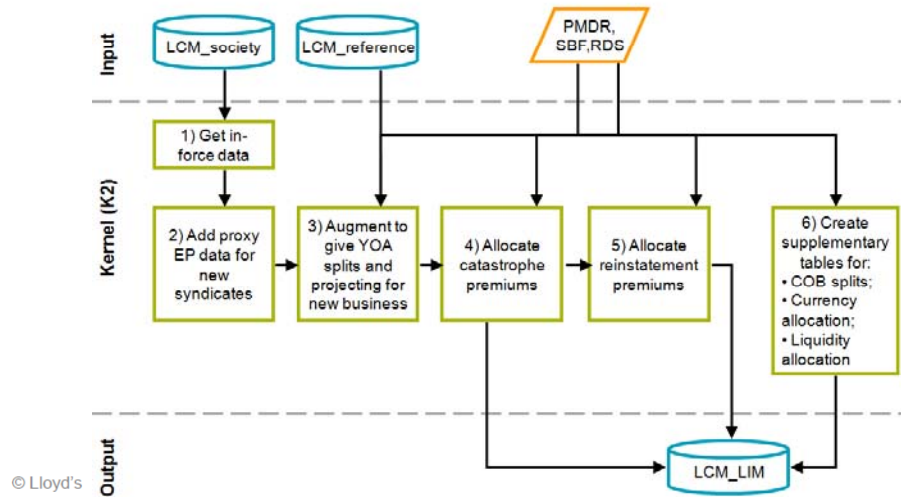 Input
LCM_society
LCM_reference
PMDR,
SBF,RDS
Kernel (K2)
1) Get in-
force data
2) Add proxy
EP data for
new
syndicates
3) Augment to
give YOA
splits and
projecting for
new business
4) Allocate
catastrophe
premiums
5) Allocate
reinstatement
premiums
6) Create
supplementary
tables for:
• COB splits;
• Currency
allocation;
• Liquidity
allocation
Output
LCM_LIM
© Lloyd's